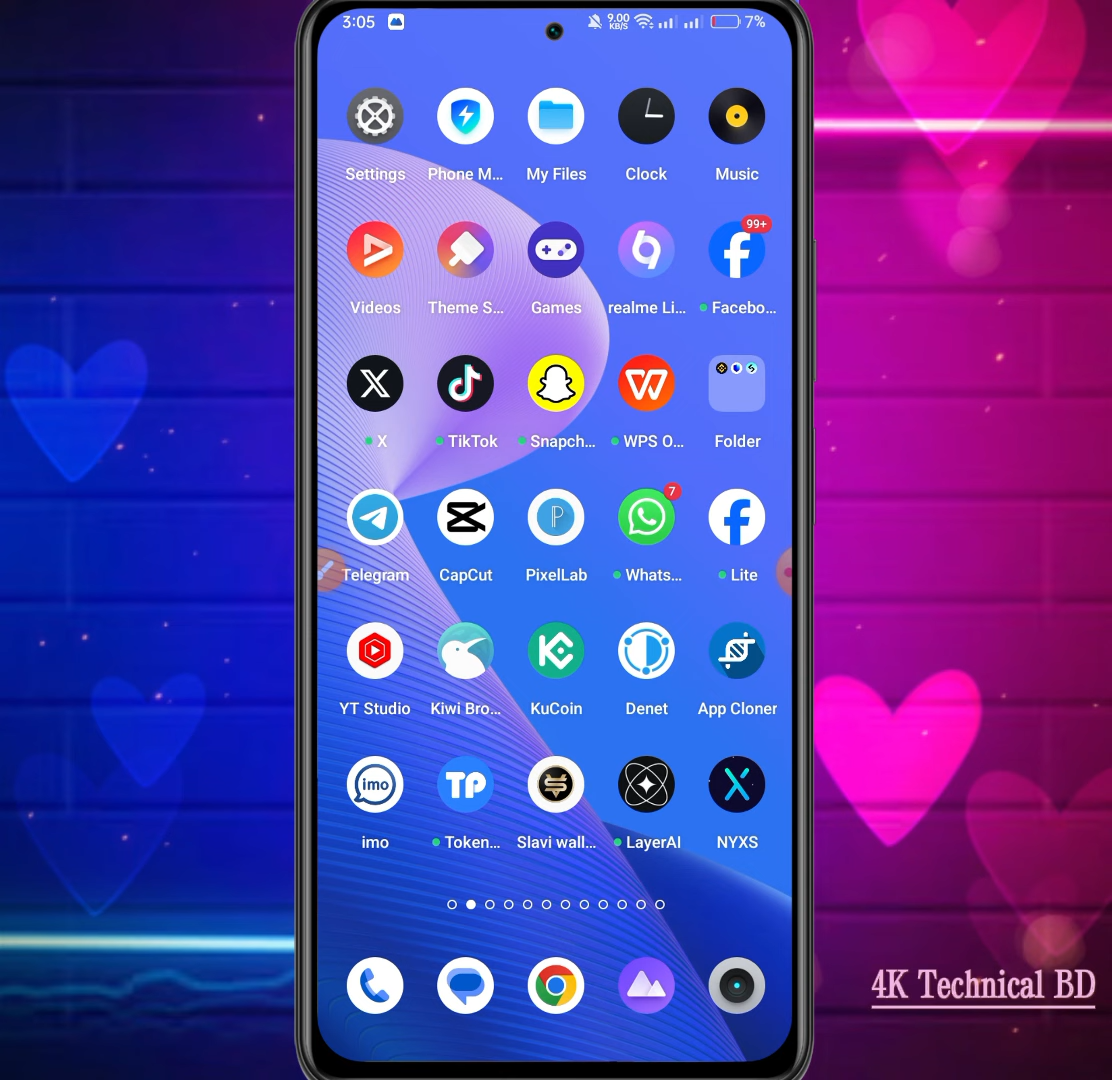 3:05 9.00 KB/S 7%
Settings Phone M... My Files Clock Music
99+
Videos Theme S... Games realme Li... Facebo...
X TikTok Snapch... WPS O... Folder
7
Telegram CapCut PixelLab Whats... Lite
YT Studio Kiwi Bro... KuCoin Denet App Cloner
imo TP
imo Token... Slavi wall... LayerAI NYXS
4K Technical BD